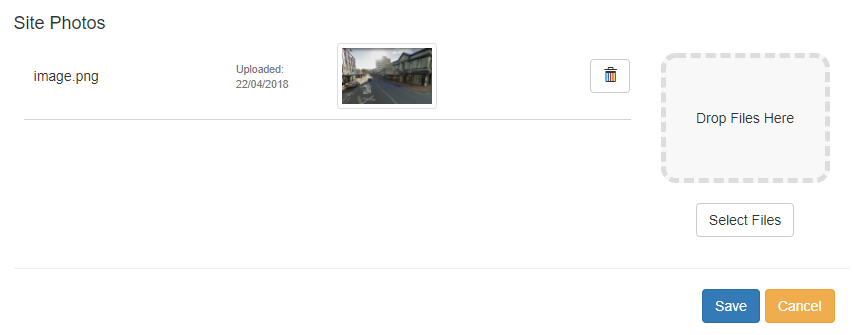 Site Photos
image.png
Uploaded:
22/04/2018
Drop Files Here
Select Files
Save
Cancel